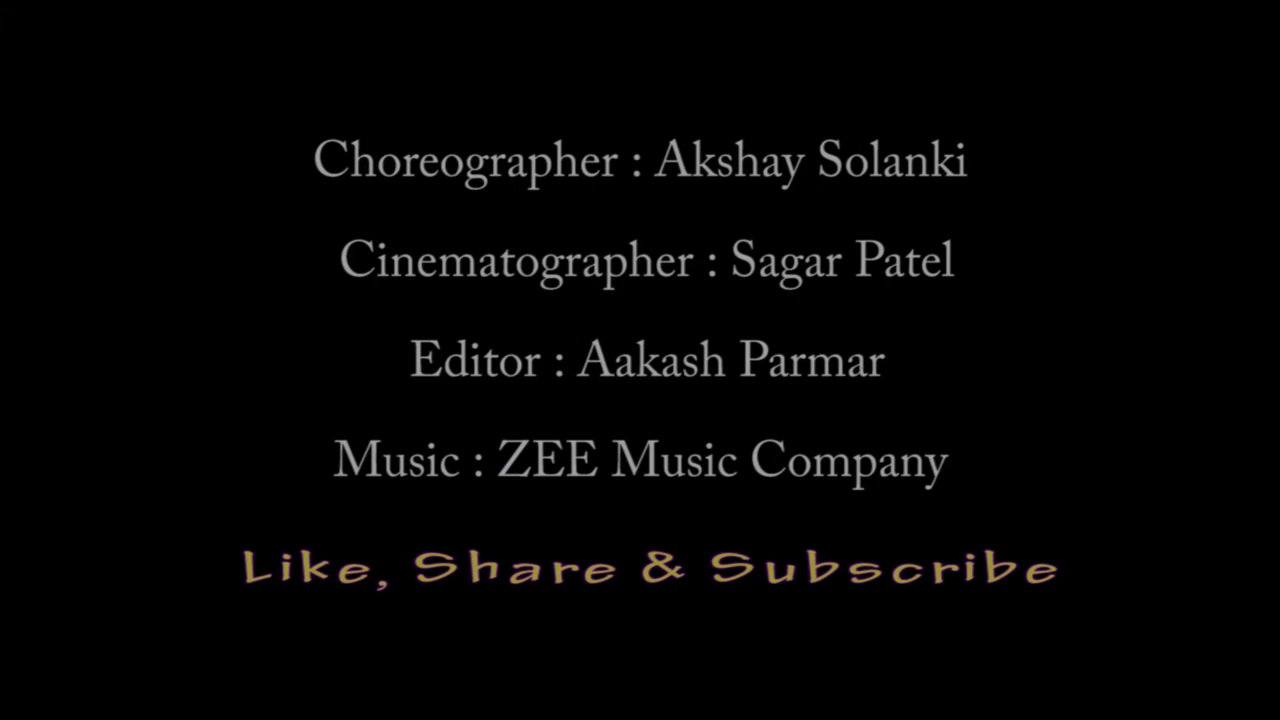 Choreographer : Akshay Solanki
Cinematographer : Sagar Patel
Editor : Aakash Parmar
Music : ZEE Music Company
Like, Share & Subscribe